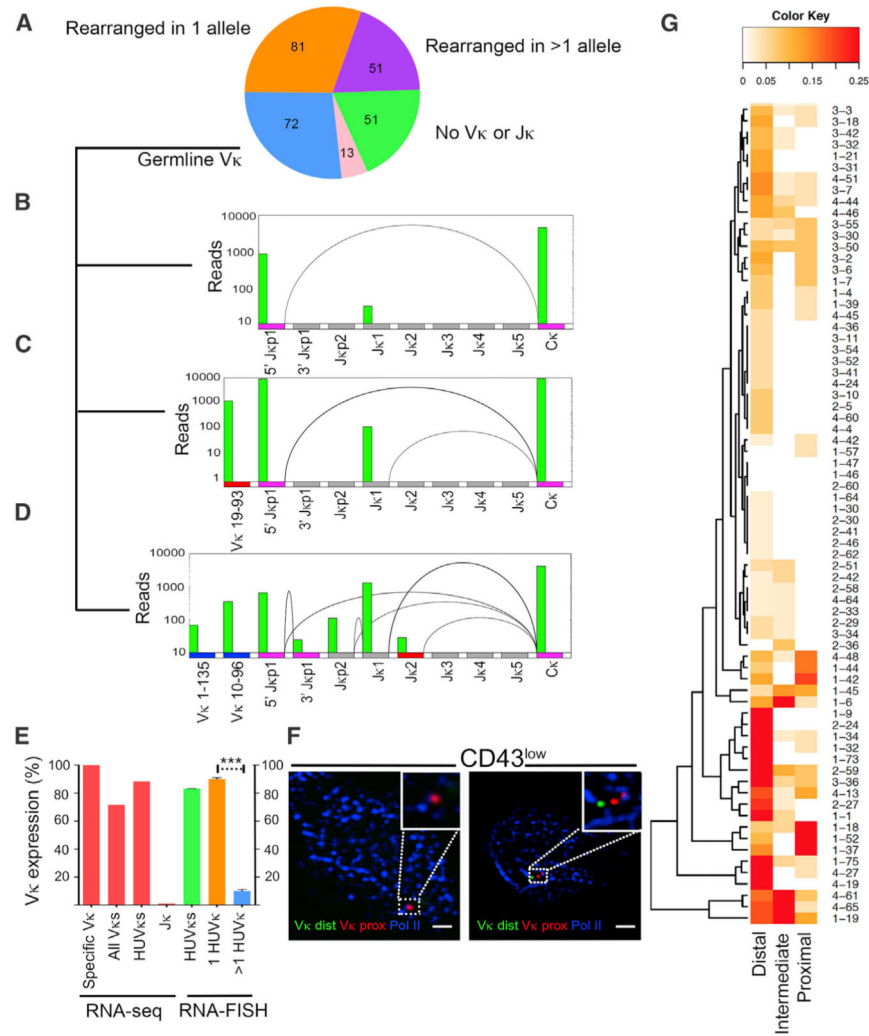 A
Rearranged in 1 allele
81
51
Rearranged in >1 allele
72
13
51
No Vκ or Jκ
Germline Vκ
B
Reads
10000
1000
100
10
5' Jκp1
3' Jκp1
Jκp2
Jκ1
Jκ2
Jκ3
Jκ4
Jκ5
Cκ
C
Reads
10000
1000
100
10
1
Vκ 19-93
5' Jκp1
3' Jκp1
Jκp2
Jκ1
Jκ2
Jκ3
Jκ4
Jκ5
Cκ
D
Reads
10000
1000
100
10
Vκ 1-135
Vκ 10-96
5' Jκp1
3' Jκp1
Jκp2
Jκ1
Jκ2
Jκ3
Jκ4
Jκ5
Cκ
E
Vκ expression (%)
100
80
60
40
20
***
100
80
60
40
20
Specific Vκ
All Vκs
HUVκs
Jκ
HUVκs
1 HUVκ
>1 HUVκ
RNA-seq
RNA-FISH
F
CD43low
Vκ dist Vκ prox Pol II
Vκ dist Vκ prox Pol II
G
Color Key
0 0.05 0.15 0.25
3-3
3-18
3-42
3-32
1-21
3-31
4-51
3-7
4-44
4-46
3-55
3-30
3-50
3-2
3-6
1-7
1-4
1-39
4-45
4-36
3-11
3-54
3-52
3-41
4-24
3-10
2-5
4-60
4-4
4-42
1-57
1-47
1-46
2-60
1-64
1-30
2-30
2-41
2-46
2-62
2-51
2-42
2-58
4-64
2-33
2-29
3-34
2-36
4-48
1-44
1-42
1-45
1-6
1-9
2-24
1-34
1-32
1-73
2-59
3-36
4-13
2-27
1-1
1-18
1-52
1-37
1-75
4-27
4-19
4-61
4-65
1-19
Distal
Intermediate
Proximal